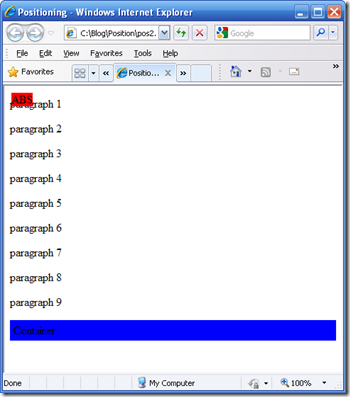 Positioning - Windows Internet Explorer
C:\Blog\Position\pos2.
Google
File Edit View Favorites Tools Help
Favorites
Positio...
ABS
paragraph 1
paragraph 2
paragraph 3
paragraph 4
paragraph 5
paragraph 6
paragraph 7
paragraph 8
paragraph 9
Container
Done
My Computer
100%